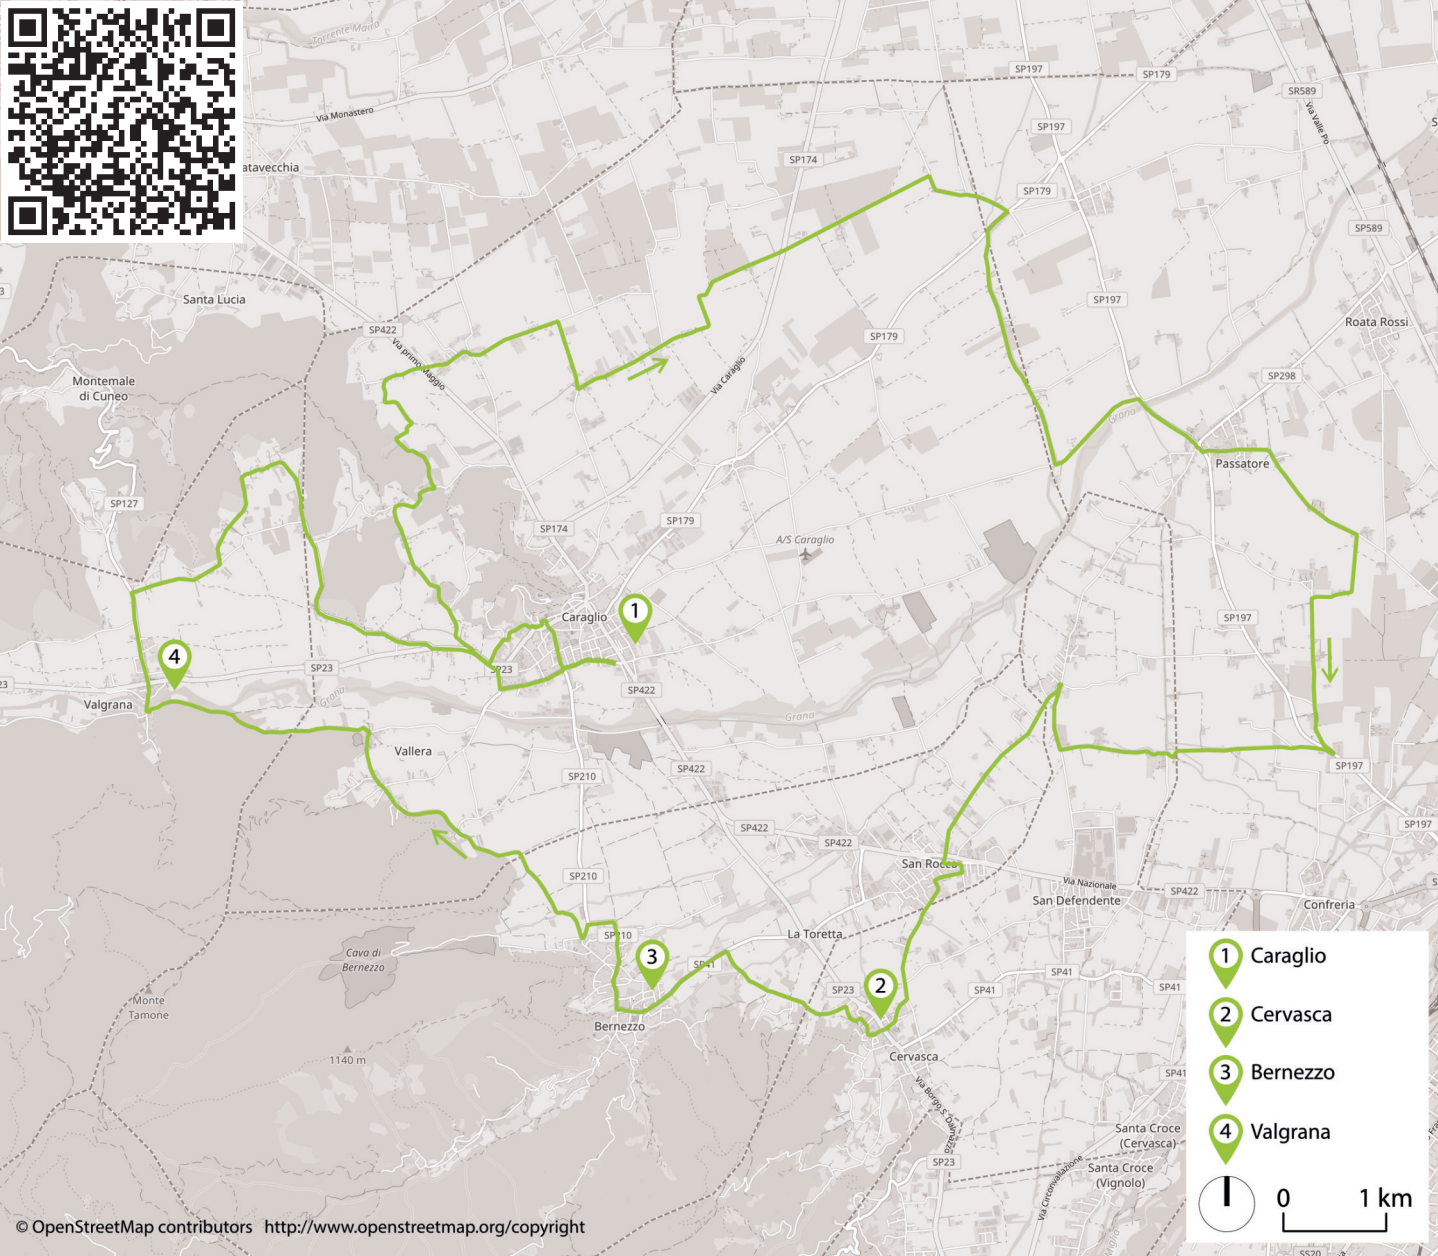 Torrente Maira
Via Monastero
SP197
SP179
SR589
Via Valle Po
SP197
SP174
atavecchia
SP179
SP589
Santa Lucia
SP197
SP422
Via primo Maggio
SP179
Roata Rossi
Montemale
di Cuneo
Via Caraglio
SP298
Grana
Passatore
SP127
SP174
SP179
A/S Caraglio
Caraglio
1
SP197
4
SP23
SP23
SP422
Grana
Valgrana
Grana
Vallera
SP210
SP422
SP197
SP422
SP422
SP197
San Rocco
SP210
Via Nazionale
SP422
San Defendente
Confreria
La Toretta
SP210
Cava di
Bernezzo
3
SP41
SP41
SP41
2
SP23
SP41
Monte
Tamone
Bernezzo
1140 m
Cervasca
SP41
Via Borgo S. Dalmazzo
Santa Croce
(Cervasca)
SP23
Santa Croce
(Vignolo)
Via Circonvallazione
SS20
1 Caraglio
2 Cervasca
3 Bernezzo
4 Valgrana
0 1 km
© OpenStreetMap contributors http://www.openstreetmap.org/copyright